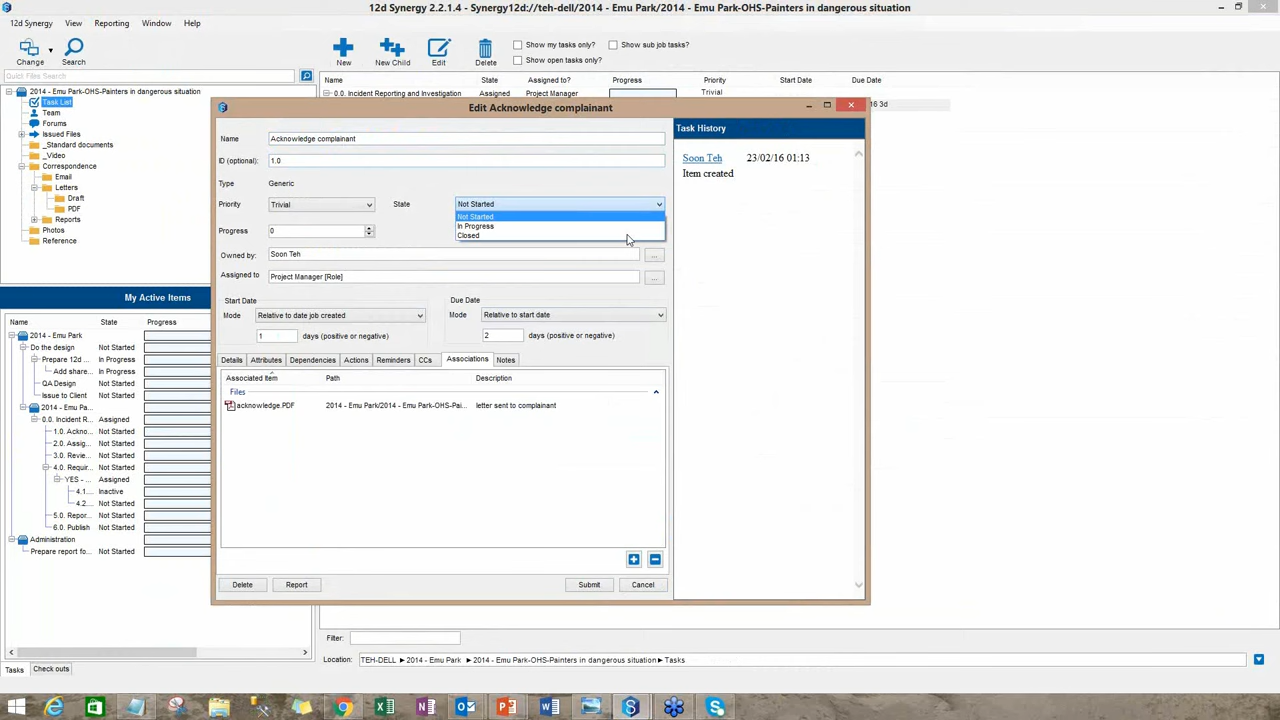 12d Synergy 2.2.1.4 - Synergy12d://teh-dell/2014 - Emu Park/2014 - Emu Park-OHS-Painters in dangerous situation
12d Synergy View Reporting Window Help
Change Search New New Child Edit Delete
Show my tasks only? Show sub job tasks?
Show open tasks only?
Quick Files Search
Name State Assigned to? Progress Priority Start Date Due Date
0.0. Incident Reporting and Investigation Assigned Project Manager Trivial
16 3d
2014 - Emu Park-OHS-Painters in dangerous situation
Task List
Team
Forums
Issued Files
_Standard documents
_Video
Correspondence
Email
Letters
Draft
PDF
Reports
Photos
Reference
My Active Items
Name State Progress
2014 - Emu Park
Do the design Not Started
Prepare 12d ... In Progress
Add share... In Progress
QA Design Not Started
Issue to Client Not Started
2014 - Emu Pa...
0.0. Incident R... Assigned
1.0. Ackno... Not Started
2.0. Assig... Not Started
3.0. Revie... Not Started
4.0. Requir... Not Started
YES - ... Assigned
4.1.... Inactive
4.2... Not Started
5.0. Repor... Not Started
6.0. Publish Not Started
Administration
Prepare report fo... Not Started
Tasks Check outs
Edit Acknowledge complainant
Name Acknowledge complainant
ID (optional): 1.0
Type Generic
Priority Trivial State Not Started
Not Started
In Progress
Closed
Progress 0
Owned by: Soon Teh ...
Assigned to Project Manager [Role] ...
Start Date Due Date
Mode Relative to date job created Mode Relative to start date
1 days (positive or negative) 2 days (positive or negative)
Details Attributes Dependencies Actions Reminders CCs Associations Notes
Associated Item Path Description
Files
acknowledge.PDF 2014 - Emu Park/2014 - Emu Park-OHS-Pai... letter sent to complainant
Delete Report Submit Cancel
Task History
Soon Teh 23/02/16 01:13
Item created
Filter:
Location: TEH-DELL ▶ 2014 - Emu Park ▶ 2014 - Emu Park-OHS-Painters in dangerous situation ▶ Tasks